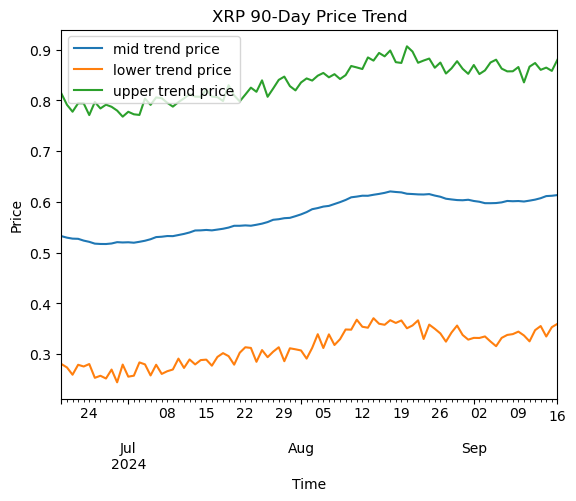 XRP 90-Day Price Trend
mid trend price
lower trend price
upper trend price
Price
0.9
0.8
0.7
0.6
0.5
0.4
0.3
24 08 15 22 29 05 12 19 26 02 09 16
Jul Aug Sep
2024
Time